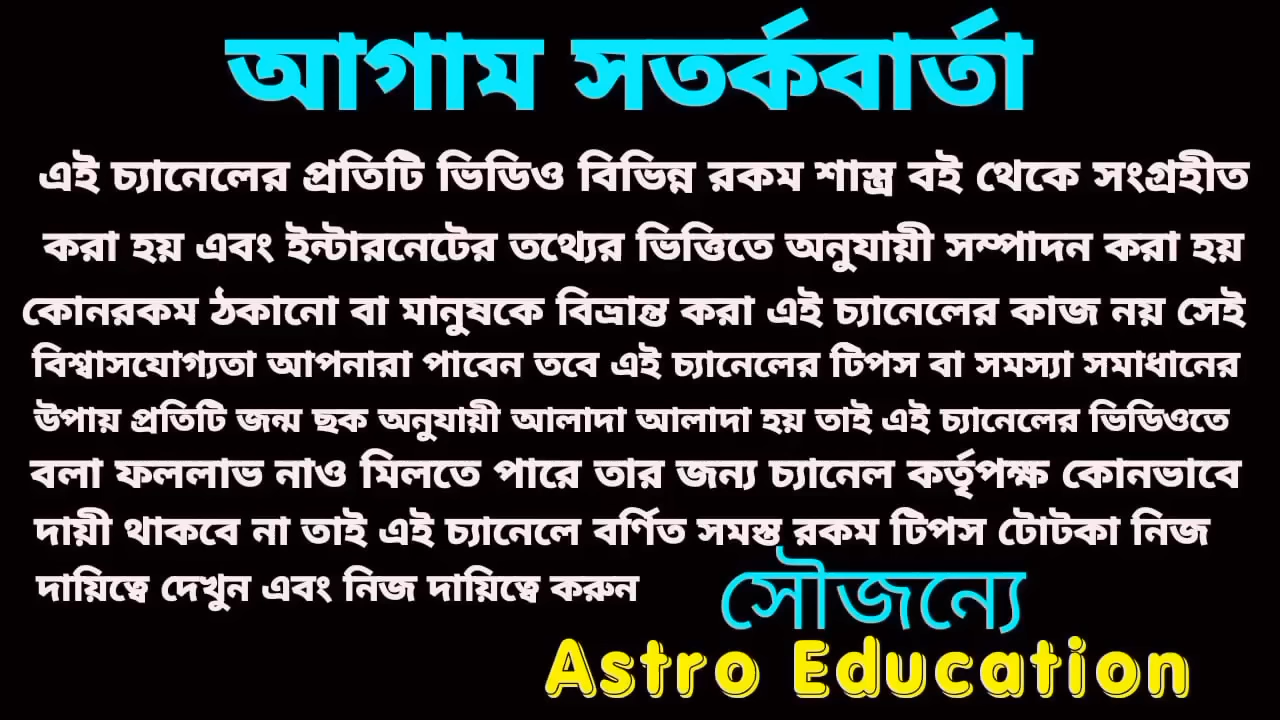 আগাম সতর্কবার্তা
এই চ্যানেলের প্রতিটি ভিডিও বিভিন্ন রকম শাস্ত্র বই থেকে সংগ্রহীত
করা হয় এবং ইন্টারনেটের তথ্যের ভিত্তিতে অনুযায়ী সম্পাদন করা হয়
কোনরকম ঠকানো বা মানুষকে বিভ্রান্ত করা এই চ্যানেলের কাজ নয় সেই
বিশ্বাসযোগ্যতা আপনারা পাবেন তবে এই চ্যানেলের টিপস বা সমস্যা সমাধানের
উপায় প্রতিটি জন্ম ছক অনুযায়ী আলাদা আলাদা হয় তাই এই চ্যানেলের ভিডিওতে
বলা ফললাভ নাও মিলতে পারে তার জন্য চ্যানেল কর্তৃপক্ষ কোনভাবে
দায়ী থাকবে না তাই এই চ্যানেলে বর্ণিত সমস্ত রকম টিপস টোটকা নিজ
দায়িত্বে দেখুন এবং নিজ দায়িত্বে করুন
সৌজন্যে
Astro Education